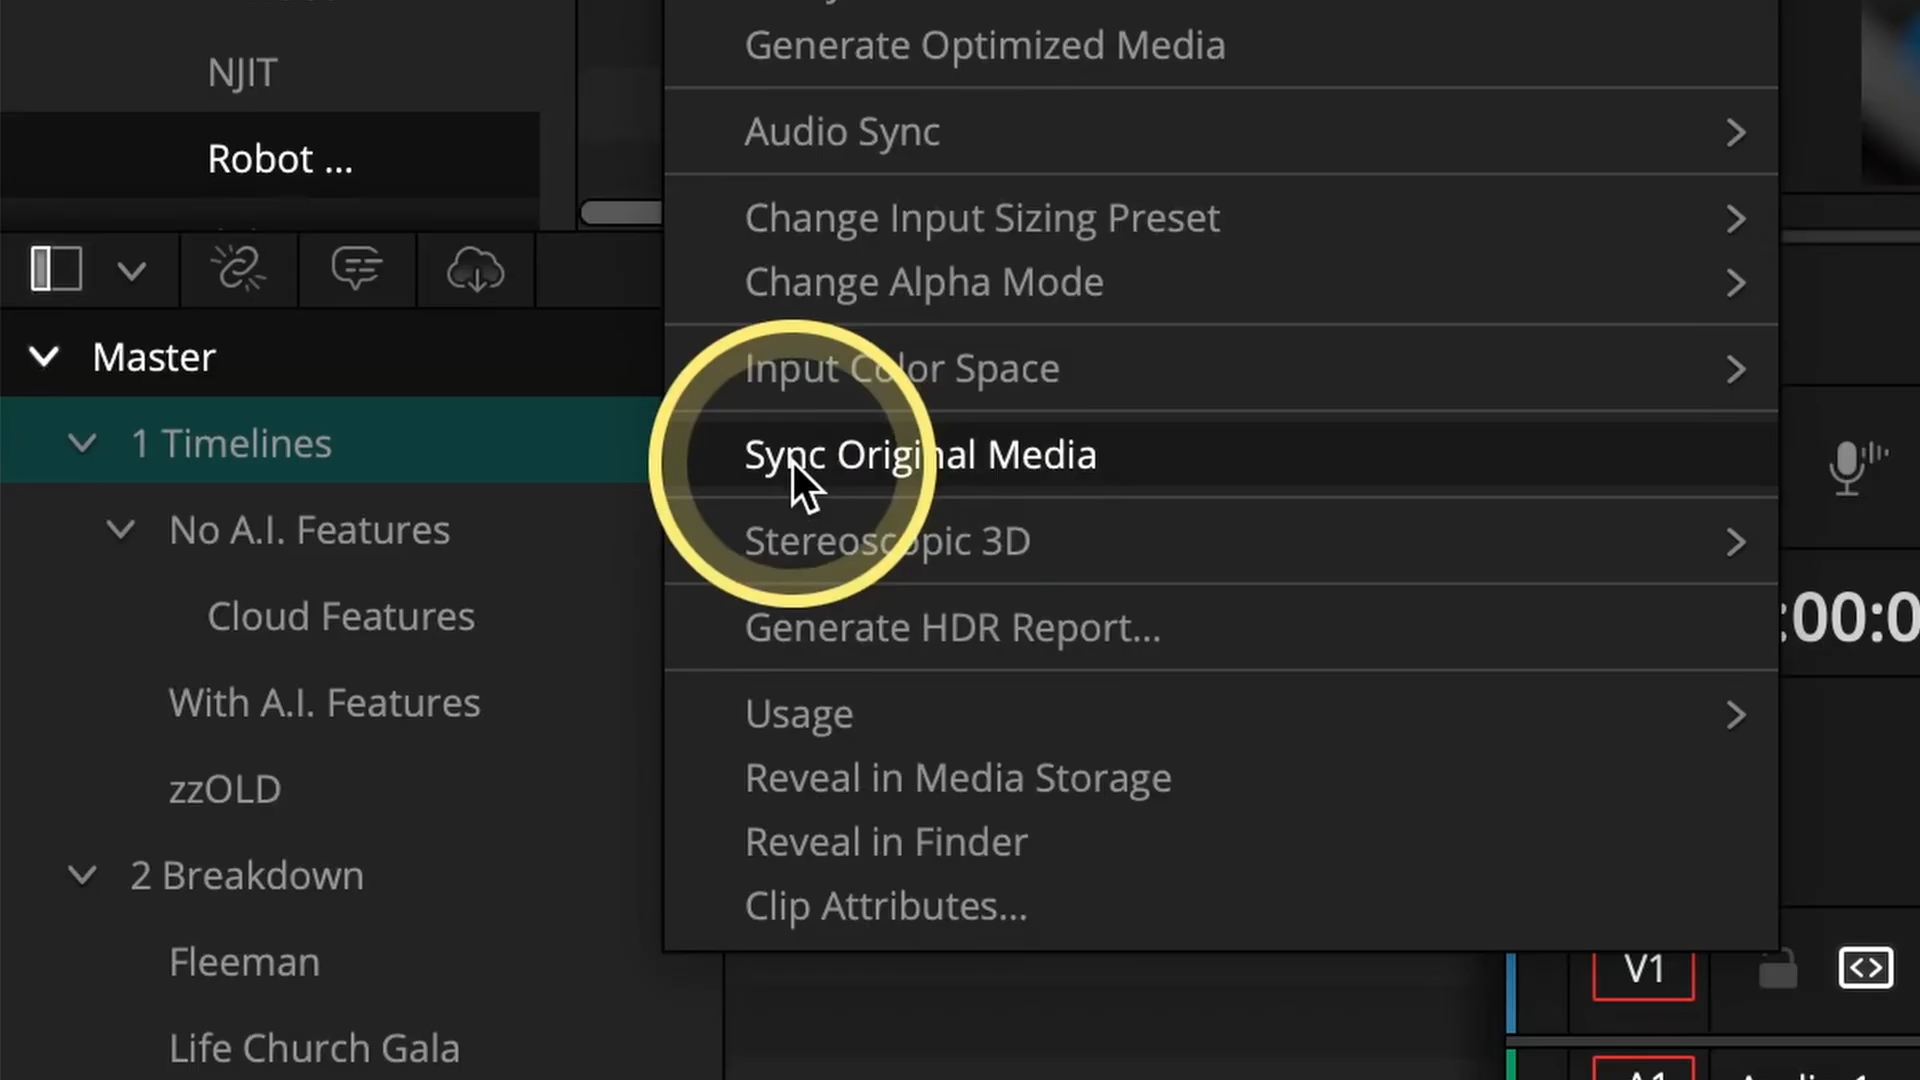 NJIT
Robot ...
Master
1 Timelines
No A.I. Features
Cloud Features
With A.I. Features
zzOLD
2 Breakdown
Fleeman
Life Church Gala
Generate Optimized Media
Audio Sync
Change Input Sizing Preset
Change Alpha Mode
Input Color Space
Sync Original Media
Stereoscopic 3D
Generate HDR Report...
Usage
Reveal in Media Storage
Reveal in Finder
Clip Attributes...
:00:0
V1
A1